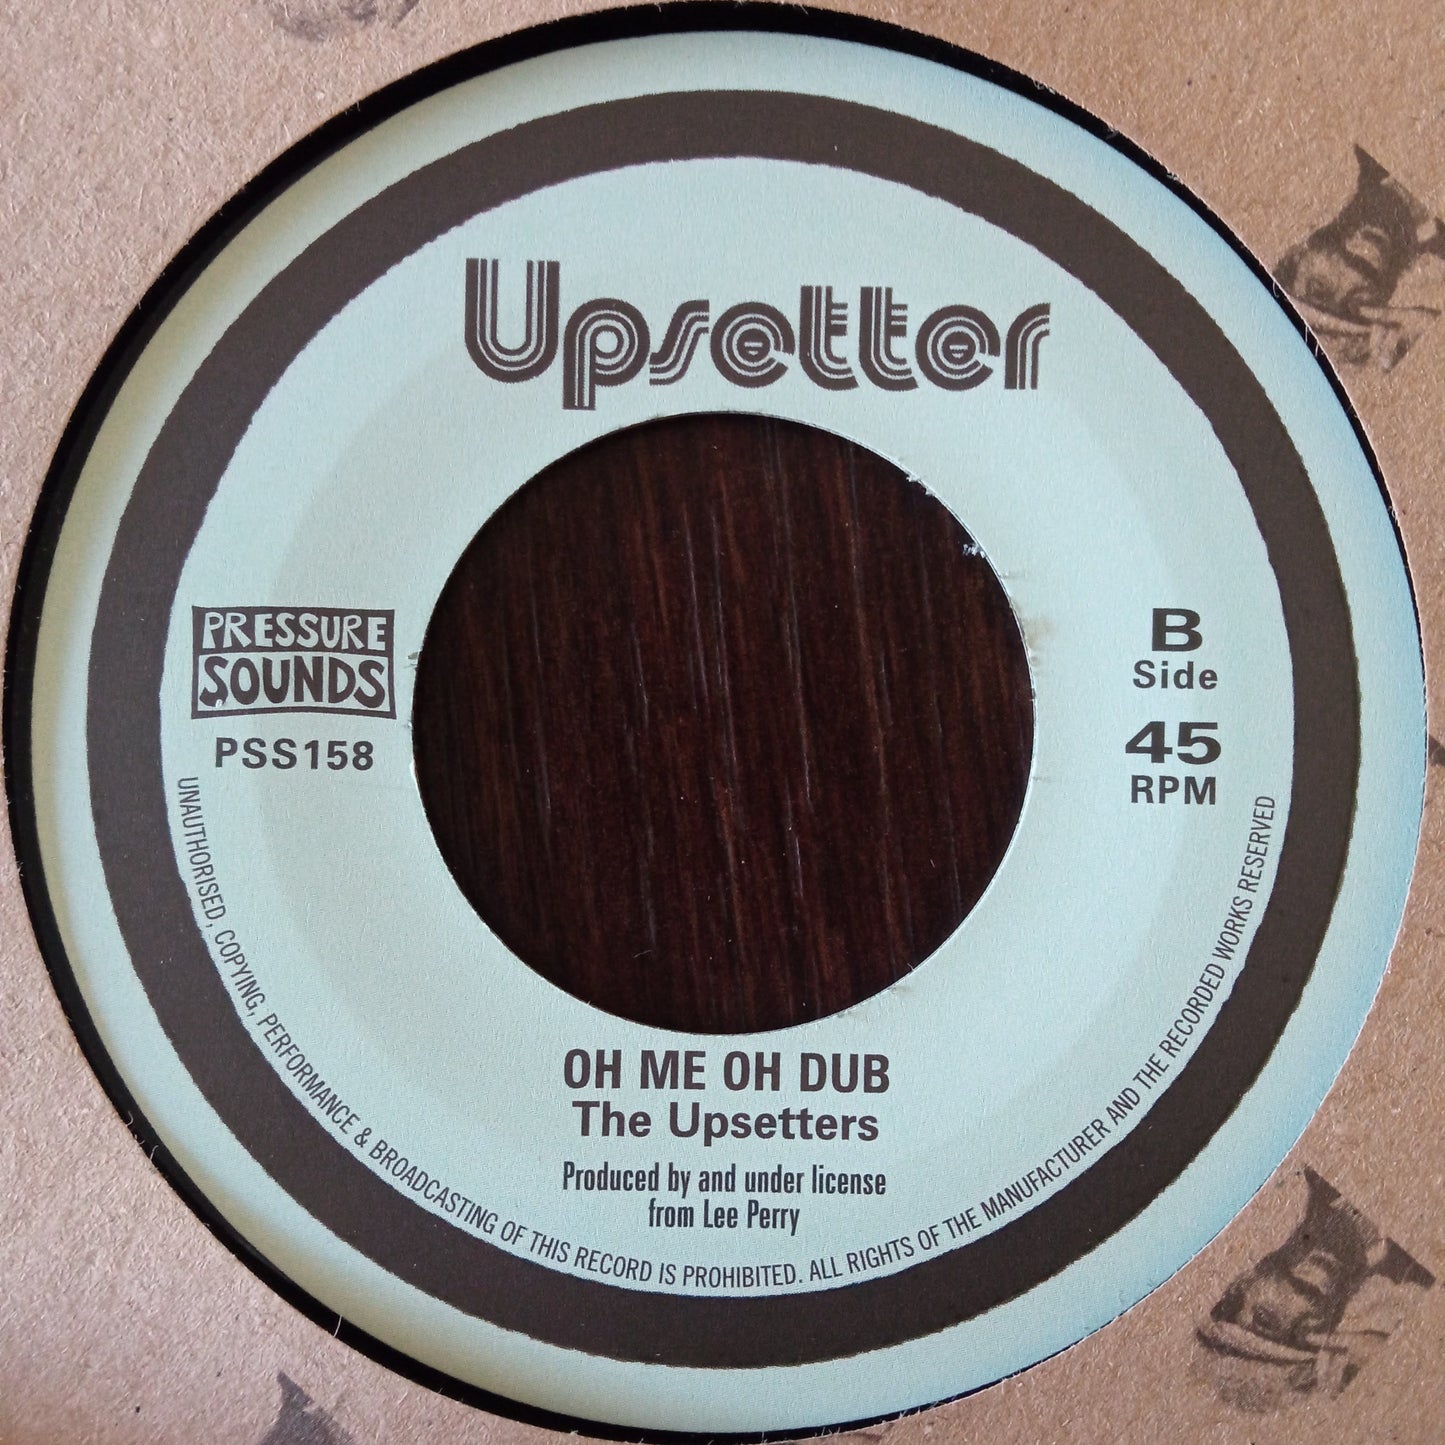 Upsetter
PRESSURE
SOUNDS
PSS158
B
Side
45
RPM
OH ME OH DUB
The Upsetters
Produced by and under license
from Lee Perry
UNAUTHORISED, COPYING, PERFORMANCE & BROADCASTING OF THIS RECORD IS PROHIBITED. ALL RIGHTS OF THE MANUFACTURER AND THE RECORDED WORKS RESERVED